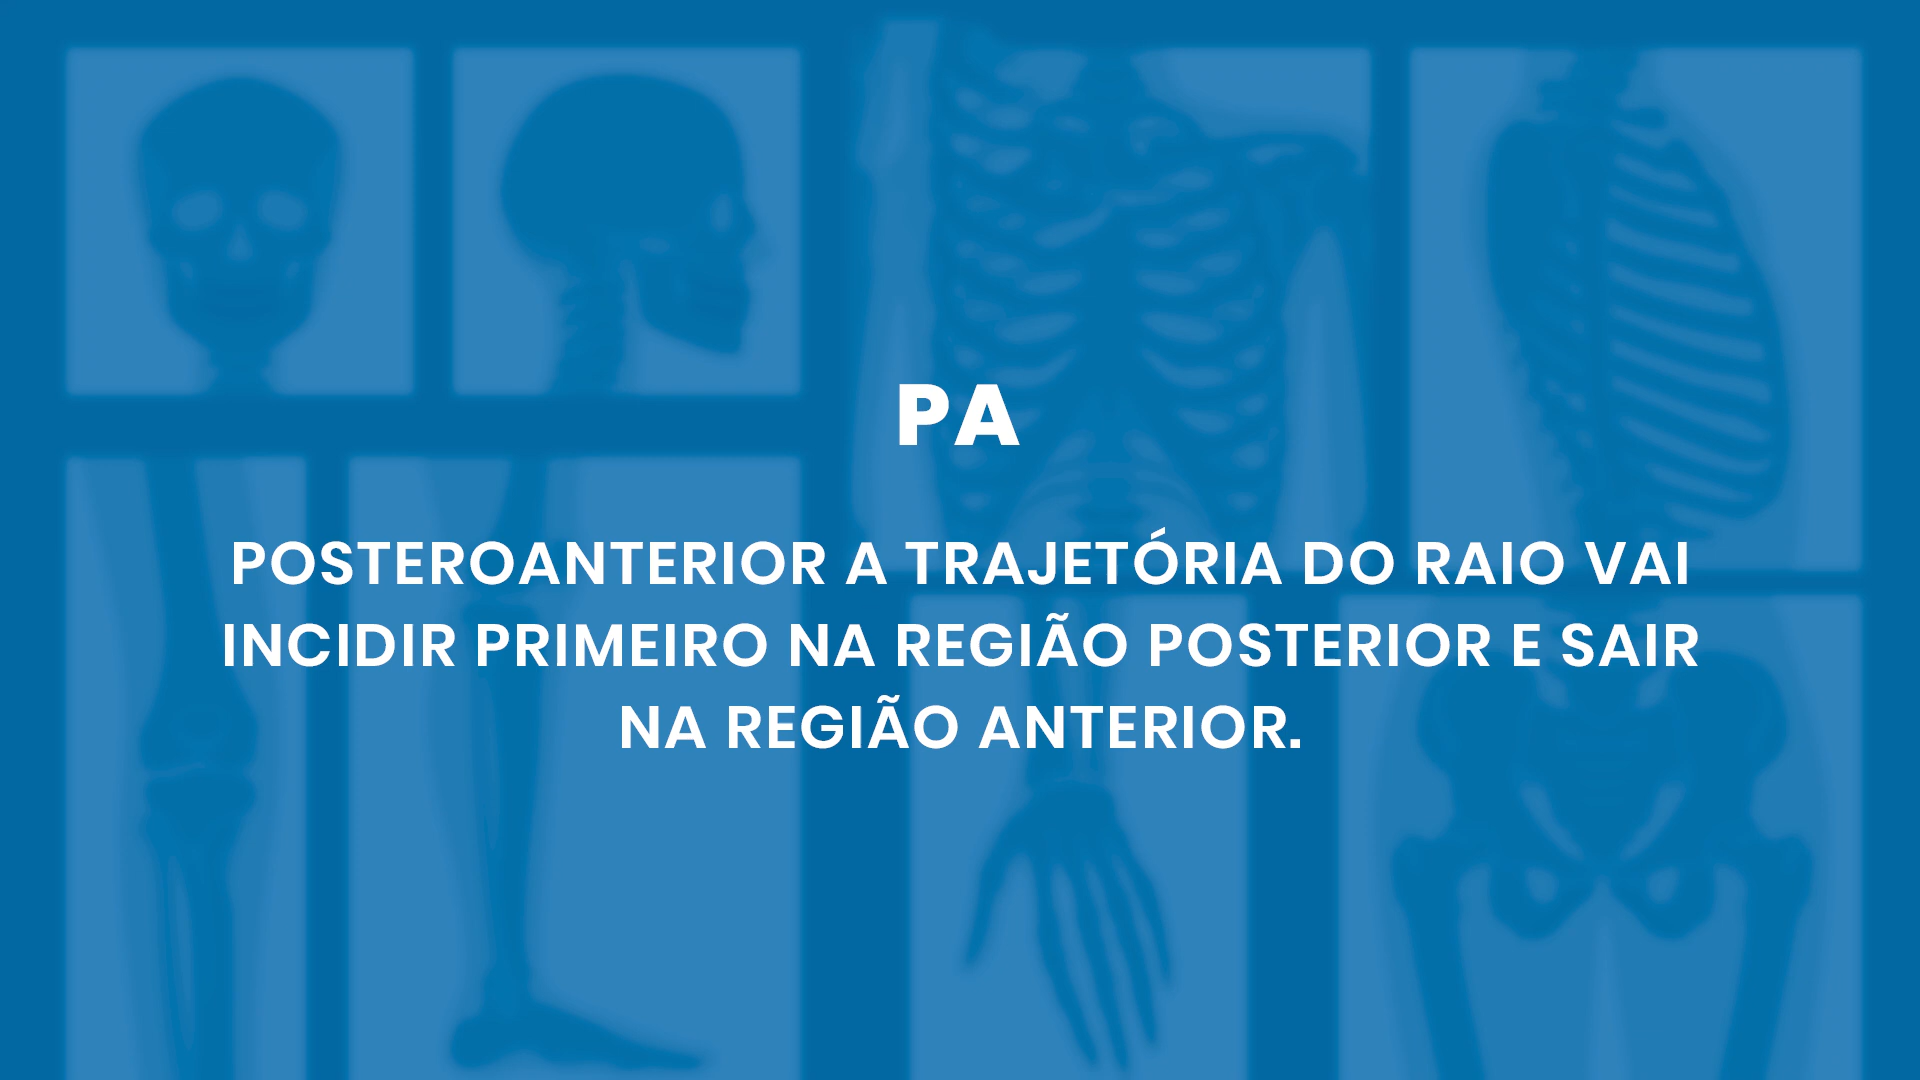 PA
POSTEROANTERIOR A TRAJETÓRIA DO RAIO VAI
INCIDIR PRIMEIRO NA REGIÃO POSTERIOR E SAIR
NA REGIÃO ANTERIOR.